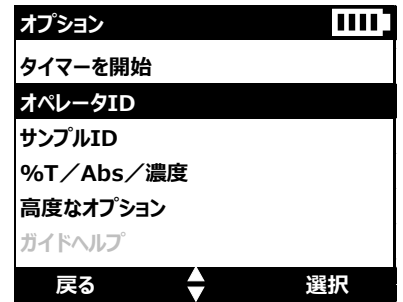 オプション
タイマーを開始
オペレータID
サンプルID
%T／Abs／濃度
高度なオプション
ガイドヘルプ
戻る 選択